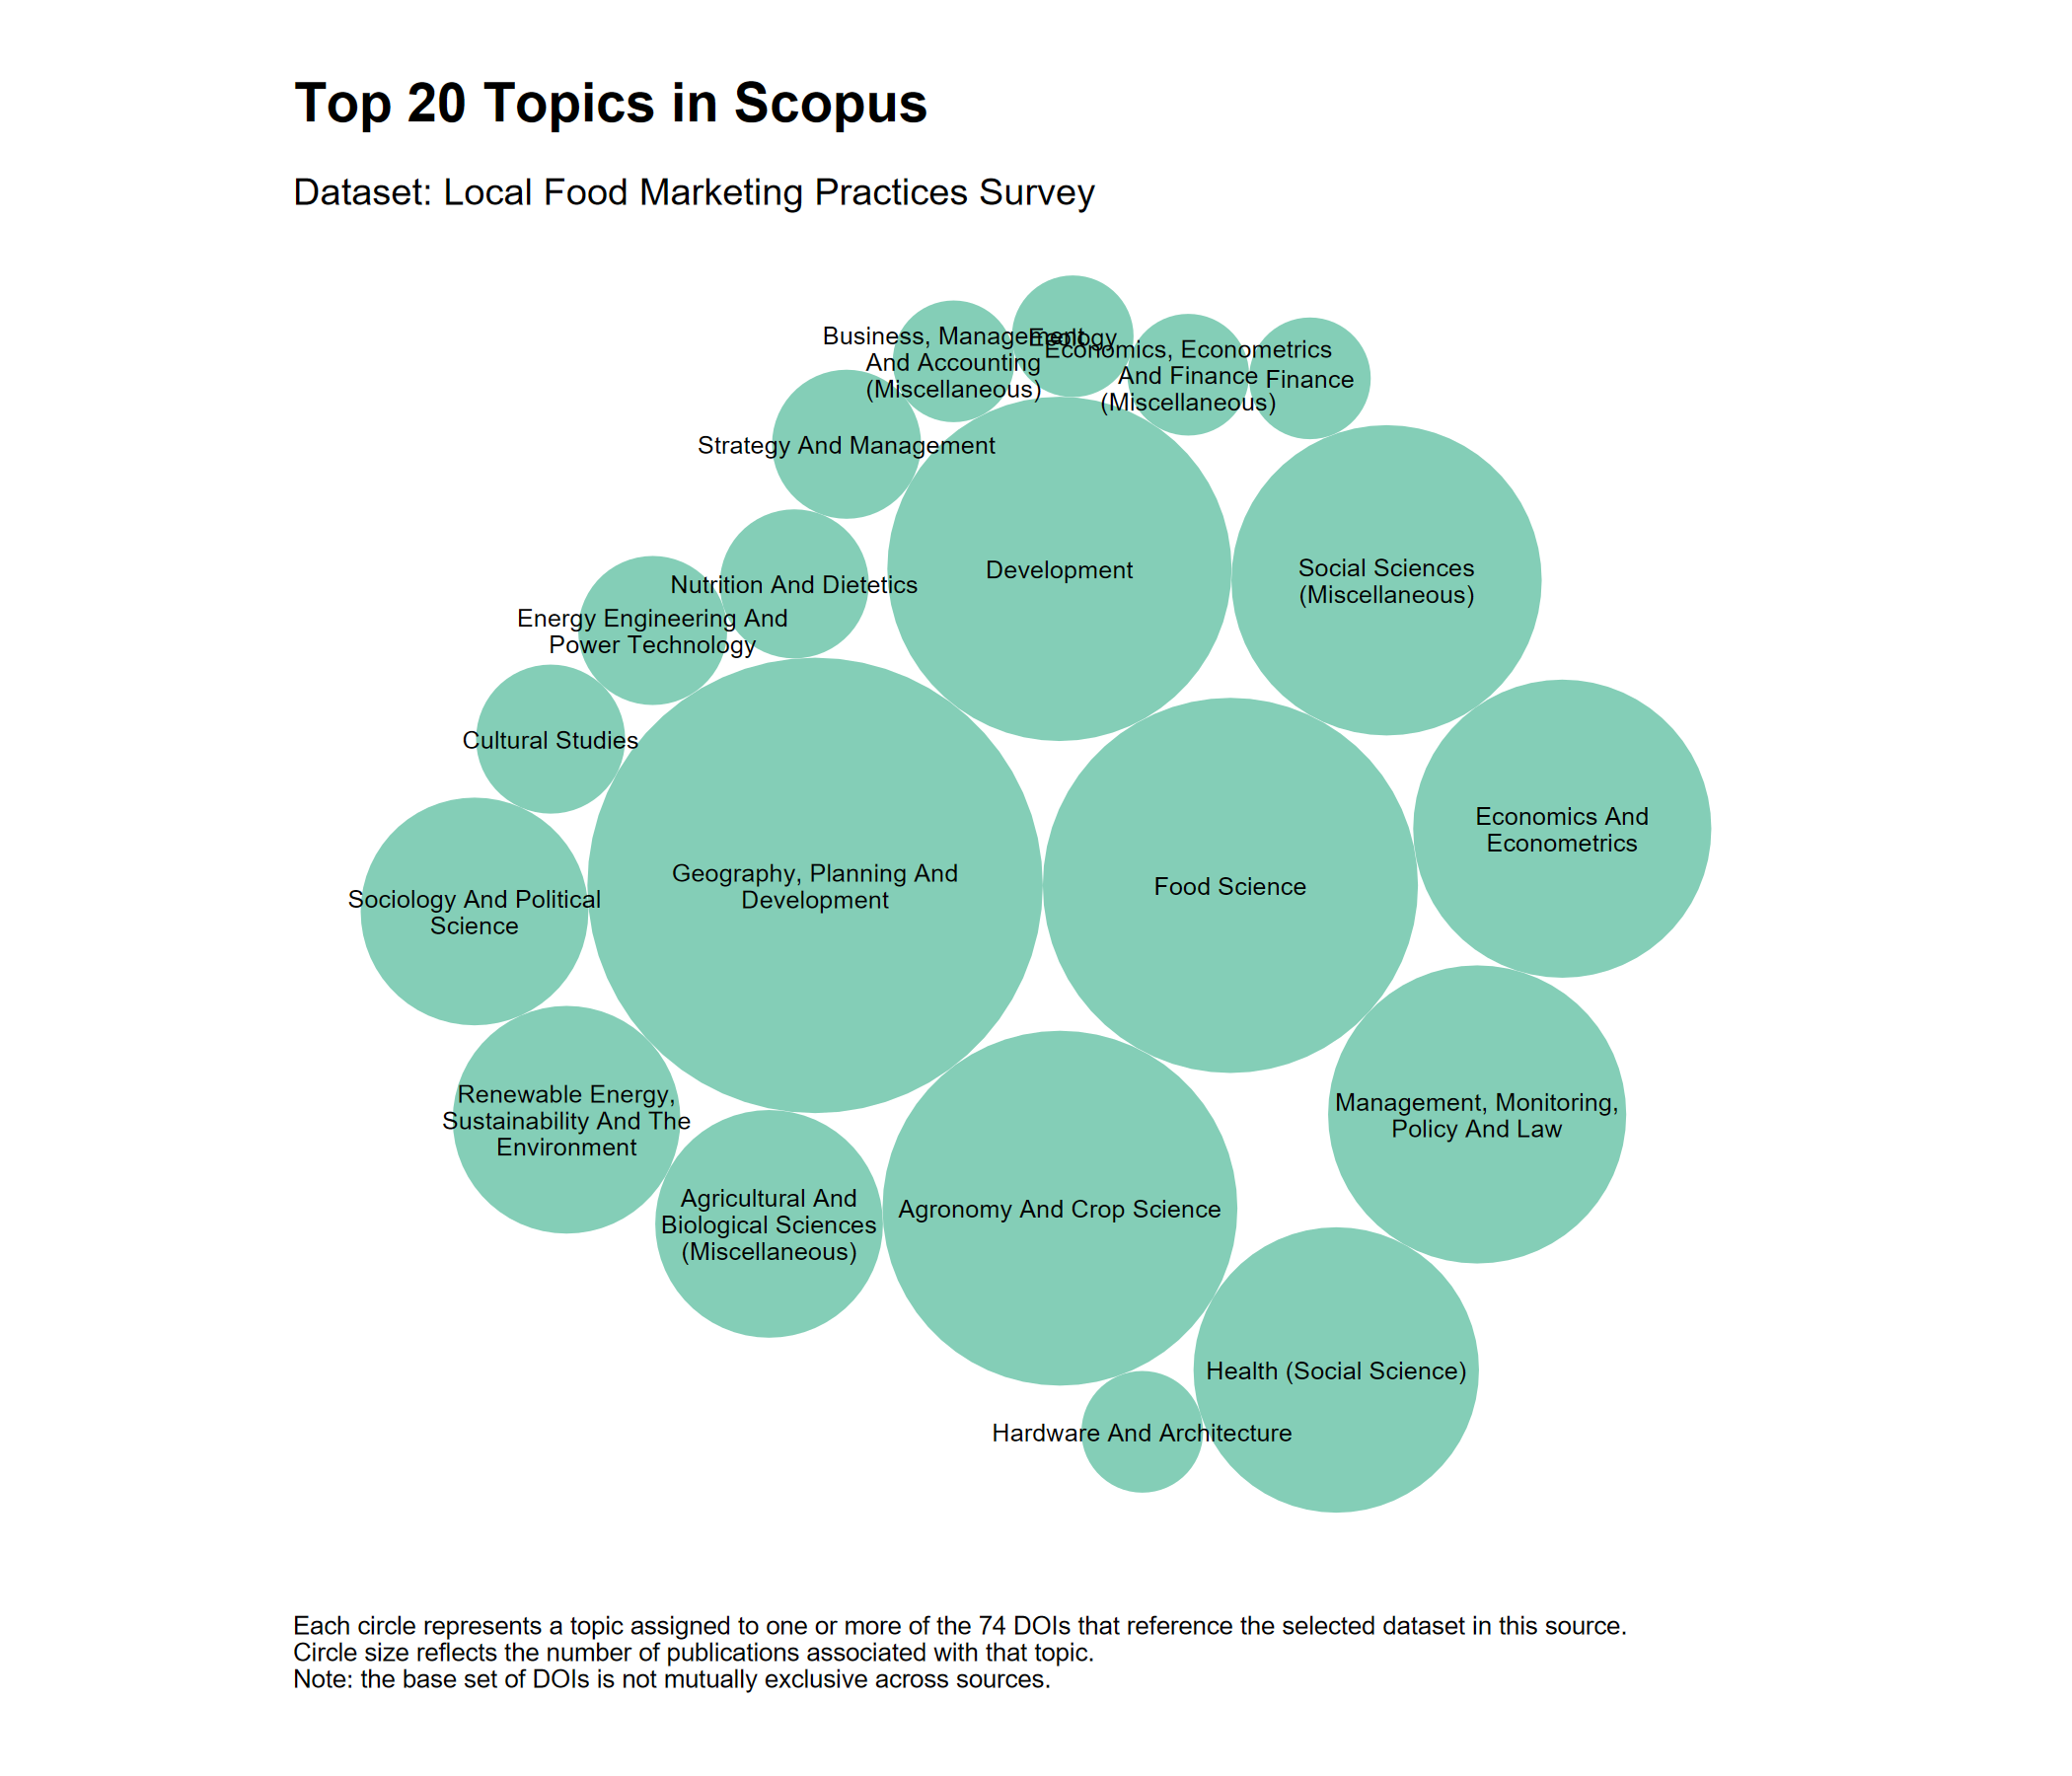 Top 20 Topics in Scopus
Dataset: Local Food Marketing Practices Survey
Business, Management
And Accounting
(Miscellaneous)
Ecology
Economics, Econometrics
And Finance
(Miscellaneous)
Finance
Strategy And Management
Development
Social Sciences
(Miscellaneous)
Nutrition And Dietetics
Energy Engineering And
Power Technology
Cultural Studies
Economics And
Econometrics
Geography, Planning And
Development
Food Science
Sociology And Political
Science
Renewable Energy,
Sustainability And The
Environment
Management, Monitoring,
Policy And Law
Agricultural And
Biological Sciences
(Miscellaneous)
Agronomy And Crop Science
Health (Social Science)
Hardware And Architecture
Each circle represents a topic assigned to one or more of the 74 DOIs that reference the selected dataset in this source.
Circle size reflects the number of publications associated with that topic.
Note: the base set of DOIs is not mutually exclusive across sources.